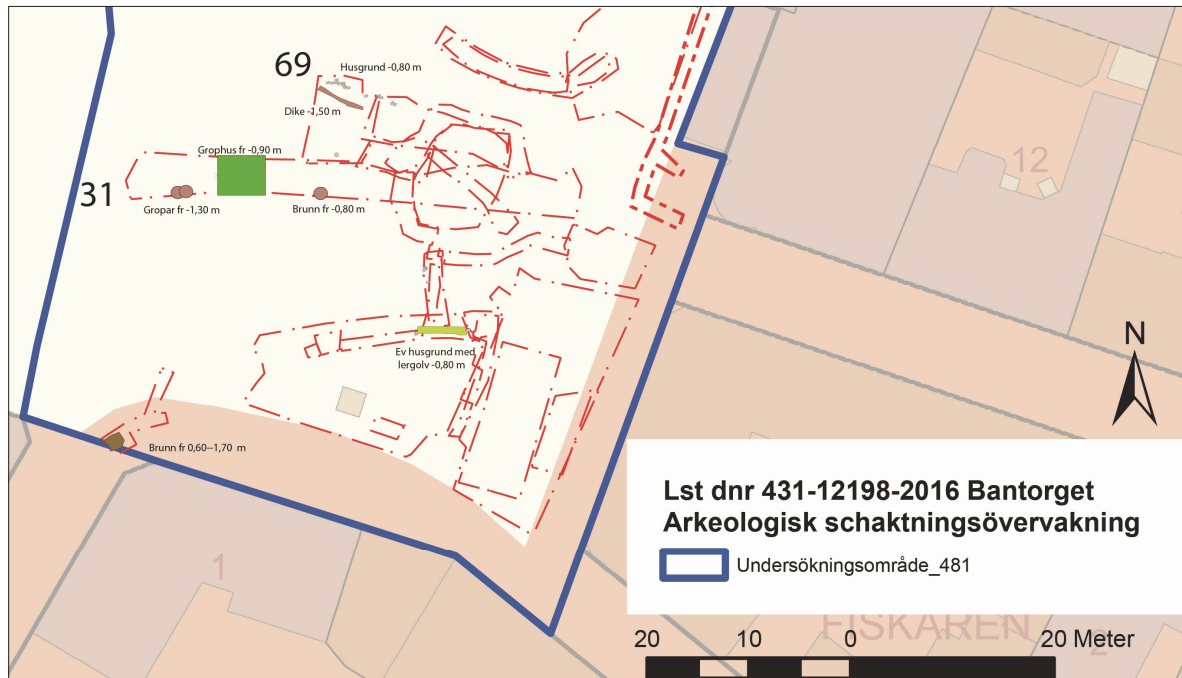 69
Husgrund -0,80 m
Dike -1,50 m
Grophus fr -0,90 m
31
Gropar fr -1,30 m
Brunn fr -0,80 m
12
Ev husgrund med
lergolv -0,80 m
N
Brunn fr 0,60–1,70 m
Lst dnr 431-12198-2016 Bantorget
Arkeologisk schaktningsövervakning
Undersökningsområde_481
1
FISKAREN
2
20 10 0 20 Meter